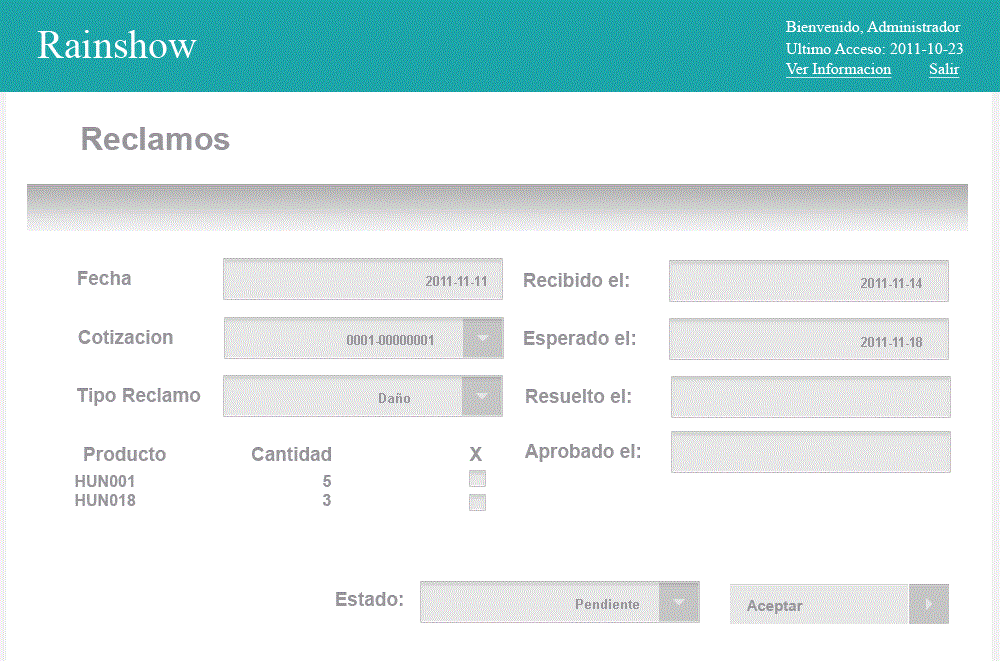 Rainshow
Bienvenido, Administrador
Ultimo Acceso: 2011-10-23
Ver Informacion Salir
Reclamos
Fecha 2011-11-11 Recibido el: 2011-11-14
Cotizacion 0001-00000001 Esperado el: 2011-11-18
Tipo Reclamo Daño Resuelto el:
Aprobado el:
Producto Cantidad X
HUN001 5
HUN018 3
Estado: Pendiente Aceptar